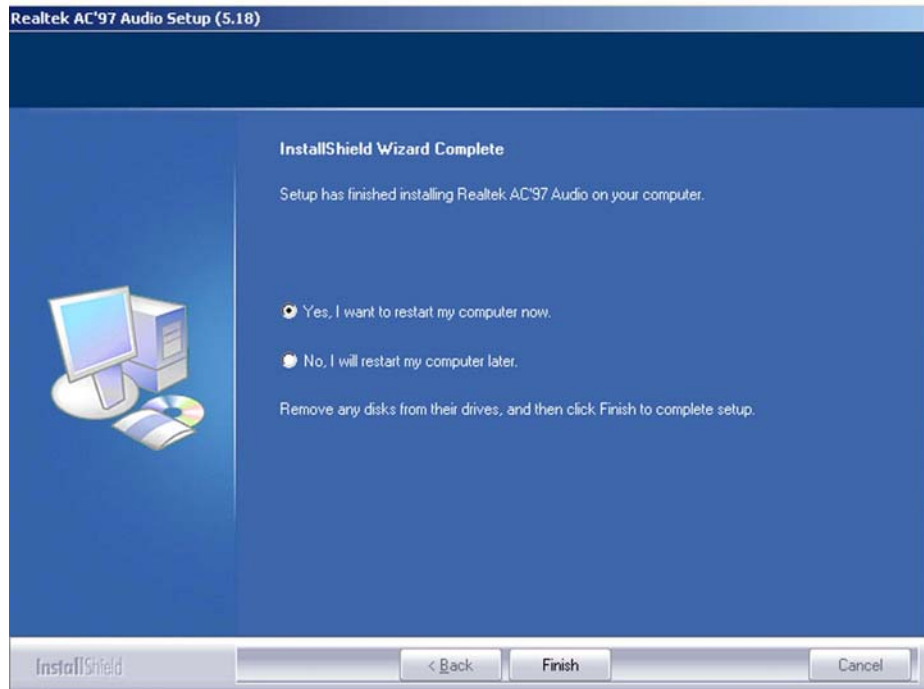 Realtek AC'97 Audio Setup (5.18)
InstallShield Wizard Complete
Setup has finished installing Realtek AC'97 Audio on your computer.
Yes, I want to restart my computer now.
No, I will restart my computer later.
Remove any disks from their drives, and then click Finish to complete setup.
InstallShield
< Back
Finish
Cancel